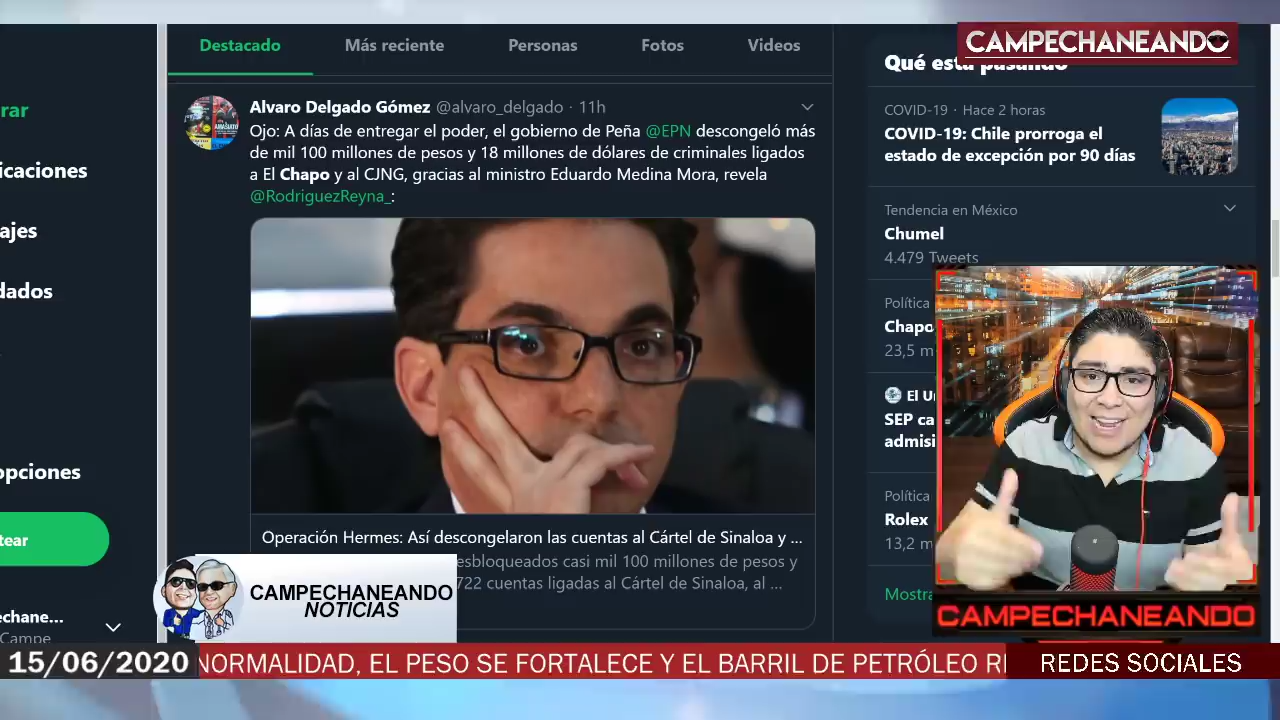 Destacado
Más reciente
Personas
Fotos
Videos
CAMPECHANEANDO
Qué está pasando
rar
icaciones
ajes
dados
opciones
tear
echane...
Campe
Alvaro Delgado Gómez @alvaro_delgado · 11h
Ojo: A días de entregar el poder, el gobierno de Peña @EPN descongeló más
de mil 100 millones de pesos y 18 millones de dólares de criminales ligados
a El Chapo y al CJNG, gracias al ministro Eduardo Medina Mora, revela
@RodriguezReyna_:
Operación Hermes: Así descongelaron las cuentas al Cártel de Sinaloa y ...
esbloqueados casi mil 100 millones de pesos y
722 cuentas ligadas al Cártel de Sinaloa, al ...
COVID-19 · Hace 2 horas
COVID-19: Chile prorroga el
estado de excepción por 90 días
Tendencia en México
Chumel
4.479 Tweets
Política
Chapo
23,5 m
El U
SEP ca
admisi
Política
Rolex
13,2 m
Mostra
CAMPECHANEANDO
CAMPECHANEANDO
NOTICIAS
15/06/2020
NORMALIDAD, EL PESO SE FORTALECE Y EL BARRIL DE PETRÓLEO R
REDES SOCIALES